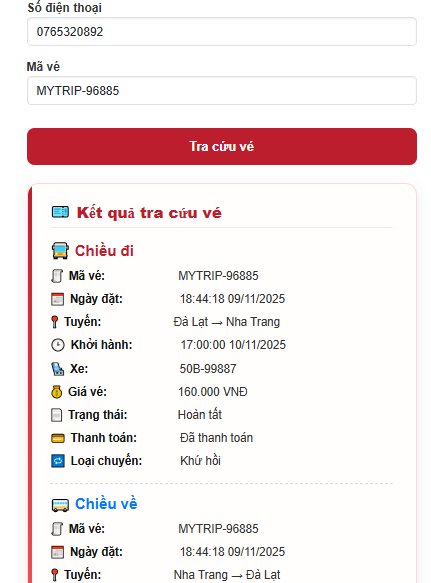 Số điện thoại
0765320892
Mã vé
MYTRIP-96885
Tra cứu vé
Kết quả tra cứu vé
Chiều đi
Mã vé: MYTRIP-96885
Ngày đặt: 18:44:18 09/11/2025
Tuyến: Đà Lạt → Nha Trang
Khởi hành: 17:00:00 10/11/2025
Xe: 50B-99887
Giá vé: 160.000 VNĐ
Trạng thái: Hoàn tất
Thanh toán: Đã thanh toán
Loại chuyến: Khứ hồi
Chiều về
Mã vé: MYTRIP-96885
Ngày đặt: 18:44:18 09/11/2025
Tuyến: Nha Trang → Đà Lạt